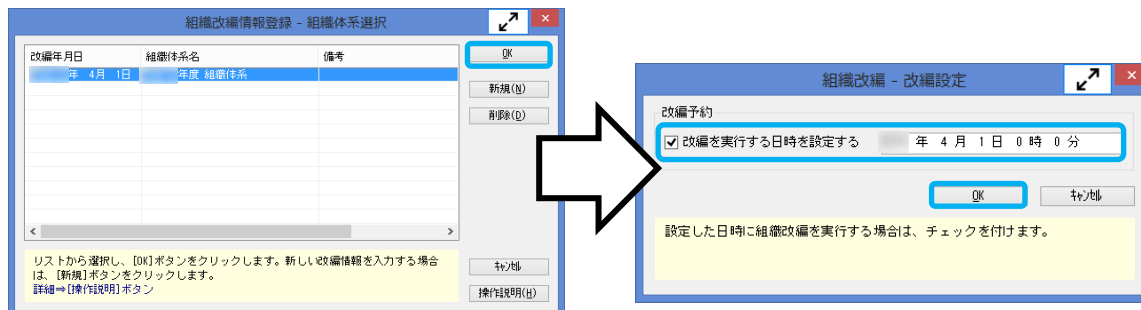 組織改編情報登録 - 組織体系選択
改編年月日 組織体系名 備考
年 4月 1日 年度 組織体系
OK
新規(N)
削除(D)
リストから選択し、[OK]ボタンをクリックします。新しい改編情報を入力する場合
は、[新規]ボタンをクリックします。
詳細⇒[操作説明]ボタン
キャンセル
操作説明(H)
組織改編 - 改編設定
改編予約
改編を実行する日時を設定する 年 4 月 1 日 0 時 0 分
OK
キャンセル
設定した日時に組織改編を実行する場合は、チェックを付けます。